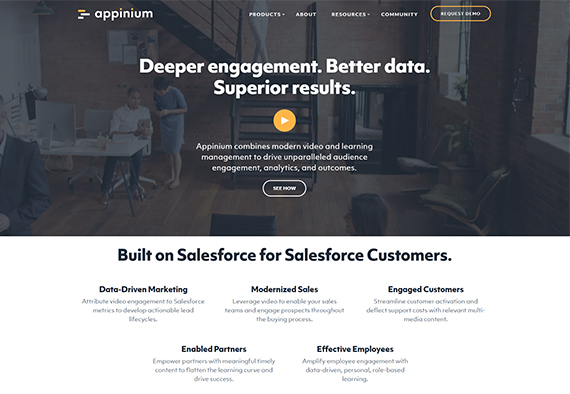 appinium
PRODUCTS ABOUT RESOURCES COMMUNITY REQUEST DEMO
Deeper engagement. Better data.
Superior results.
Appinium combines modern video and learning
management to drive unparalleled audience
engagement, analytics, and outcomes.
SEE HOW
Built on Salesforce for Salesforce Customers.
Data-Driven Marketing
Attribute video engagement to Salesforce
metrics to develop actionable lead
lifecycles.
Modernized Sales
Leverage video to enable your sales
teams and engage prospects throughout
the buying process.
Engaged Customers
Streamline customer activation and
deflect support costs with relevant multi-
media content.
Enabled Partners
Empower partners with meaningful timely
content to flatten the learning curve and
drive success.
Effective Employees
Amplify employee engagement with
data-driven, personal, role-based
learning.